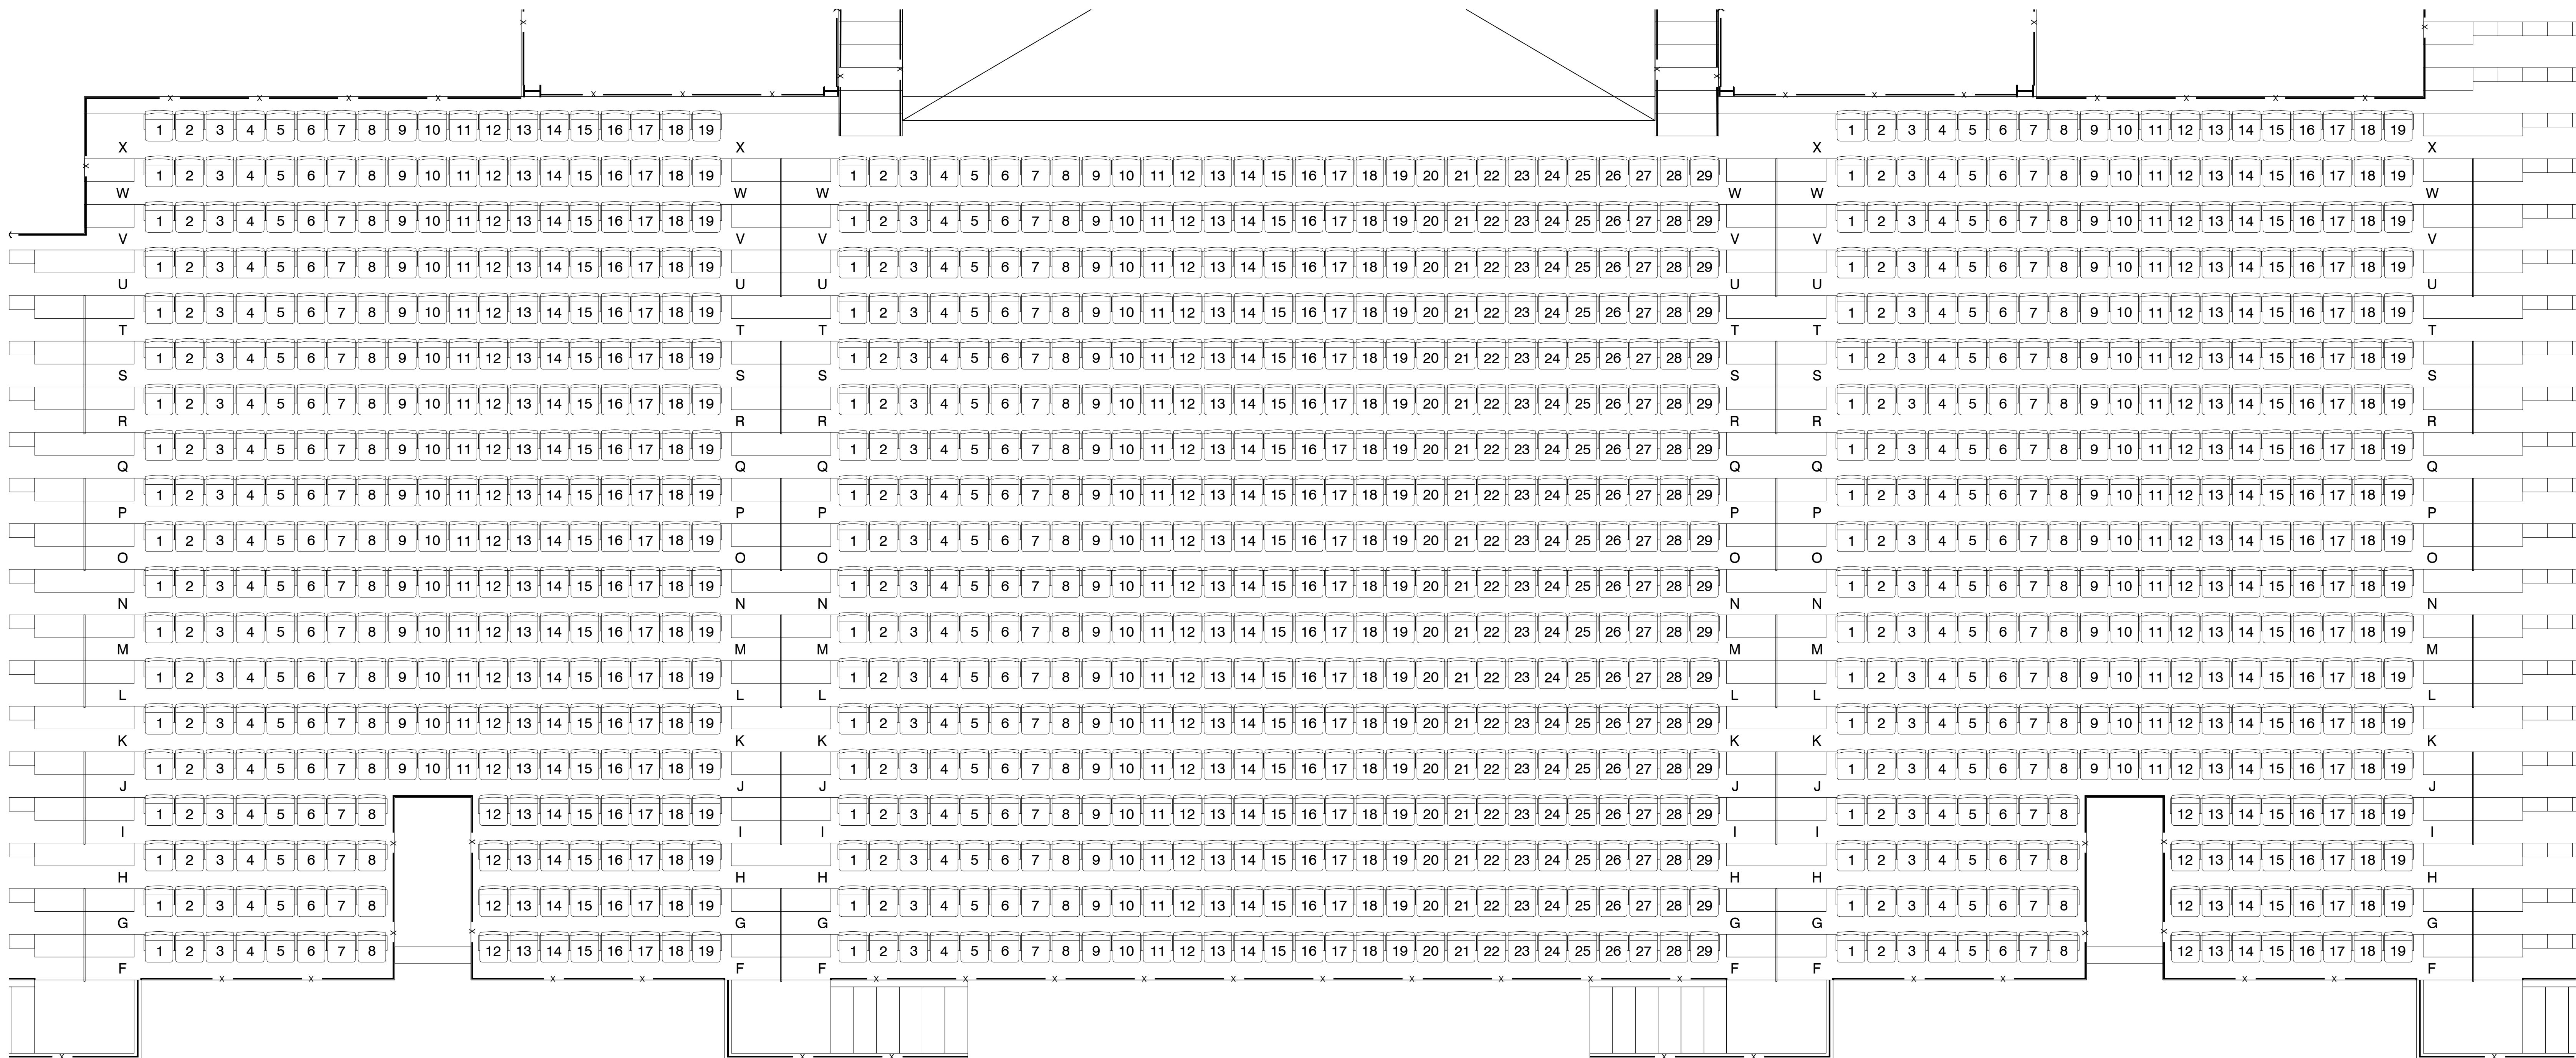 1 2 3 4 5 6 7 8 9 10 11 12 13 14 15 16 17 18 19 1 2 3 4 5 6 7 8 9 10 11 12 13 14 15 16 17 18 19
X X X X
1 2 3 4 5 6 7 8 9 10 11 12 13 14 15 16 17 18 19 1 2 3 4 5 6 7 8 9 10 11 12 13 14 15 16 17 18 19 20 21 22 23 24 25 26 27 28 29 1 2 3 4 5 6 7 8 9 10 11 12 13 14 15 16 17 18 19
W W W W W W
1 2 3 4 5 6 7 8 9 10 11 12 13 14 15 16 17 18 19 1 2 3 4 5 6 7 8 9 10 11 12 13 14 15 16 17 18 19 20 21 22 23 24 25 26 27 28 29 1 2 3 4 5 6 7 8 9 10 11 12 13 14 15 16 17 18 19
V V V V V V
1 2 3 4 5 6 7 8 9 10 11 12 13 14 15 16 17 18 19 1 2 3 4 5 6 7 8 9 10 11 12 13 14 15 16 17 18 19 20 21 22 23 24 25 26 27 28 29 1 2 3 4 5 6 7 8 9 10 11 12 13 14 15 16 17 18 19
U U U U U U
1 2 3 4 5 6 7 8 9 10 11 12 13 14 15 16 17 18 19 1 2 3 4 5 6 7 8 9 10 11 12 13 14 15 16 17 18 19 20 21 22 23 24 25 26 27 28 29 1 2 3 4 5 6 7 8 9 10 11 12 13 14 15 16 17 18 19
T T T T T T
1 2 3 4 5 6 7 8 9 10 11 12 13 14 15 16 17 18 19 1 2 3 4 5 6 7 8 9 10 11 12 13 14 15 16 17 18 19 20 21 22 23 24 25 26 27 28 29 1 2 3 4 5 6 7 8 9 10 11 12 13 14 15 16 17 18 19
S S S S S S
1 2 3 4 5 6 7 8 9 10 11 12 13 14 15 16 17 18 19 1 2 3 4 5 6 7 8 9 10 11 12 13 14 15 16 17 18 19 20 21 22 23 24 25 26 27 28 29 1 2 3 4 5 6 7 8 9 10 11 12 13 14 15 16 17 18 19
R R R R R R
1 2 3 4 5 6 7 8 9 10 11 12 13 14 15 16 17 18 19 1 2 3 4 5 6 7 8 9 10 11 12 13 14 15 16 17 18 19 20 21 22 23 24 25 26 27 28 29 1 2 3 4 5 6 7 8 9 10 11 12 13 14 15 16 17 18 19
Q Q Q Q Q Q
1 2 3 4 5 6 7 8 9 10 11 12 13 14 15 16 17 18 19 1 2 3 4 5 6 7 8 9 10 11 12 13 14 15 16 17 18 19 20 21 22 23 24 25 26 27 28 29 1 2 3 4 5 6 7 8 9 10 11 12 13 14 15 16 17 18 19
P P P P P P
1 2 3 4 5 6 7 8 9 10 11 12 13 14 15 16 17 18 19 1 2 3 4 5 6 7 8 9 10 11 12 13 14 15 16 17 18 19 20 21 22 23 24 25 26 27 28 29 1 2 3 4 5 6 7 8 9 10 11 12 13 14 15 16 17 18 19
O O O O O O
1 2 3 4 5 6 7 8 9 10 11 12 13 14 15 16 17 18 19 1 2 3 4 5 6 7 8 9 10 11 12 13 14 15 16 17 18 19 20 21 22 23 24 25 26 27 28 29 1 2 3 4 5 6 7 8 9 10 11 12 13 14 15 16 17 18 19
N N N N N N
1 2 3 4 5 6 7 8 9 10 11 12 13 14 15 16 17 18 19 1 2 3 4 5 6 7 8 9 10 11 12 13 14 15 16 17 18 19 20 21 22 23 24 25 26 27 28 29 1 2 3 4 5 6 7 8 9 10 11 12 13 14 15 16 17 18 19
M M M M M M
1 2 3 4 5 6 7 8 9 10 11 12 13 14 15 16 17 18 19 1 2 3 4 5 6 7 8 9 10 11 12 13 14 15 16 17 18 19 20 21 22 23 24 25 26 27 28 29 1 2 3 4 5 6 7 8 9 10 11 12 13 14 15 16 17 18 19
L L L L L L
1 2 3 4 5 6 7 8 9 10 11 12 13 14 15 16 17 18 19 1 2 3 4 5 6 7 8 9 10 11 12 13 14 15 16 17 18 19 20 21 22 23 24 25 26 27 28 29 1 2 3 4 5 6 7 8 9 10 11 12 13 14 15 16 17 18 19
K K K K K K
1 2 3 4 5 6 7 8 9 10 11 12 13 14 15 16 17 18 19 1 2 3 4 5 6 7 8 9 10 11 12 13 14 15 16 17 18 19 20 21 22 23 24 25 26 27 28 29 1 2 3 4 5 6 7 8 9 10 11 12 13 14 15 16 17 18 19
J J J J J J
1 2 3 4 5 6 7 8 12 13 14 15 16 17 18 19 1 2 3 4 5 6 7 8 9 10 11 12 13 14 15 16 17 18 19 20 21 22 23 24 25 26 27 28 29 1 2 3 4 5 6 7 8 12 13 14 15 16 17 18 19
I I I I I I
1 2 3 4 5 6 7 8 12 13 14 15 16 17 18 19 1 2 3 4 5 6 7 8 9 10 11 12 13 14 15 16 17 18 19 20 21 22 23 24 25 26 27 28 29 1 2 3 4 5 6 7 8 12 13 14 15 16 17 18 19
H H H H H H
1 2 3 4 5 6 7 8 12 13 14 15 16 17 18 19 1 2 3 4 5 6 7 8 9 10 11 12 13 14 15 16 17 18 19 20 21 22 23 24 25 26 27 28 29 1 2 3 4 5 6 7 8 12 13 14 15 16 17 18 19
G G G G G G
1 2 3 4 5 6 7 8 12 13 14 15 16 17 18 19 1 2 3 4 5 6 7 8 9 10 11 12 13 14 15 16 17 18 19 20 21 22 23 24 25 26 27 28 29 1 2 3 4 5 6 7 8 12 13 14 15 16 17 18 19
F F F F F F